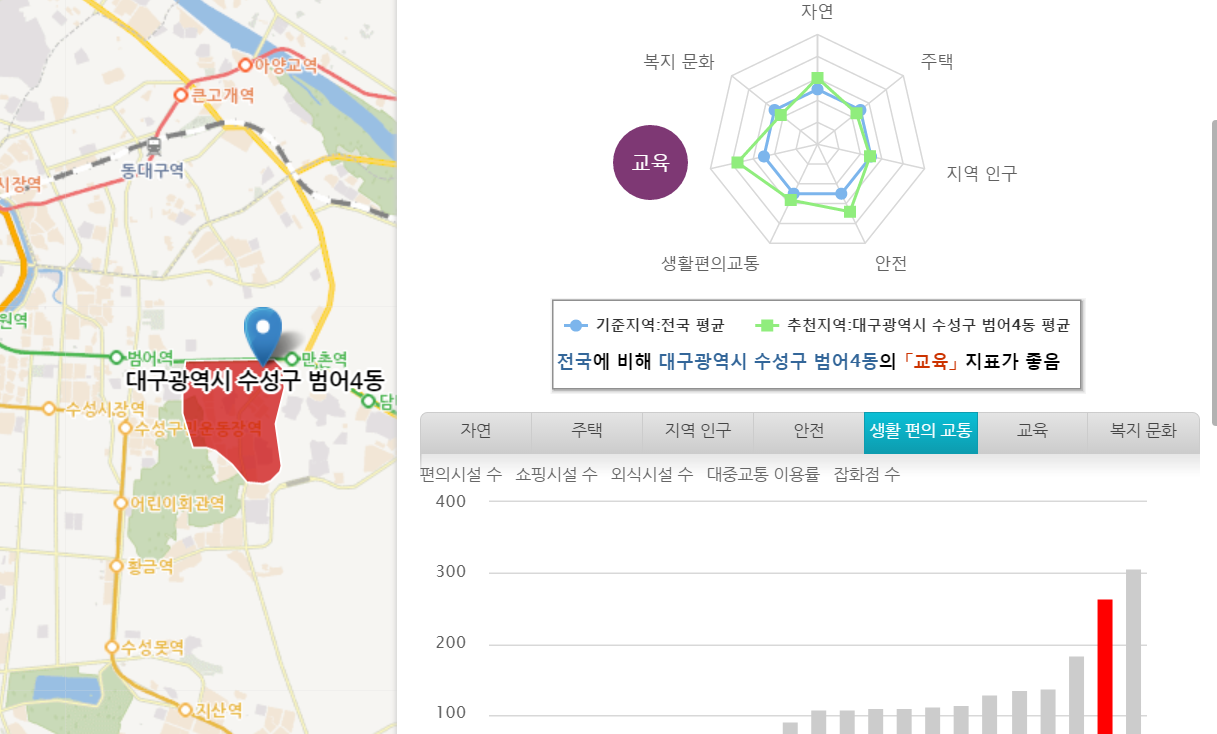 아양교역
큰고개역
동대구역
시장역
원역
범어역
만촌역
대구광역시 수성구 범어4동
담
수성시장역
수성구민운동장역
어린이회관역
황금역
수성못역
지산역
자연
복지 문화
주택
교육
지역 인구
생활편의교통
안전
기준지역:전국 평균 추천지역:대구광역시 수성구 범어4동 평균
전국에 비해 대구광역시 수성구 범어4동의 「교육」 지표가 좋음
자연 주택 지역 인구 안전 생활 편의 교통 교육 복지 문화
편의시설 수 쇼핑시설 수 외식시설 수 대중교통 이용률 잡화점 수
400
300
200
100